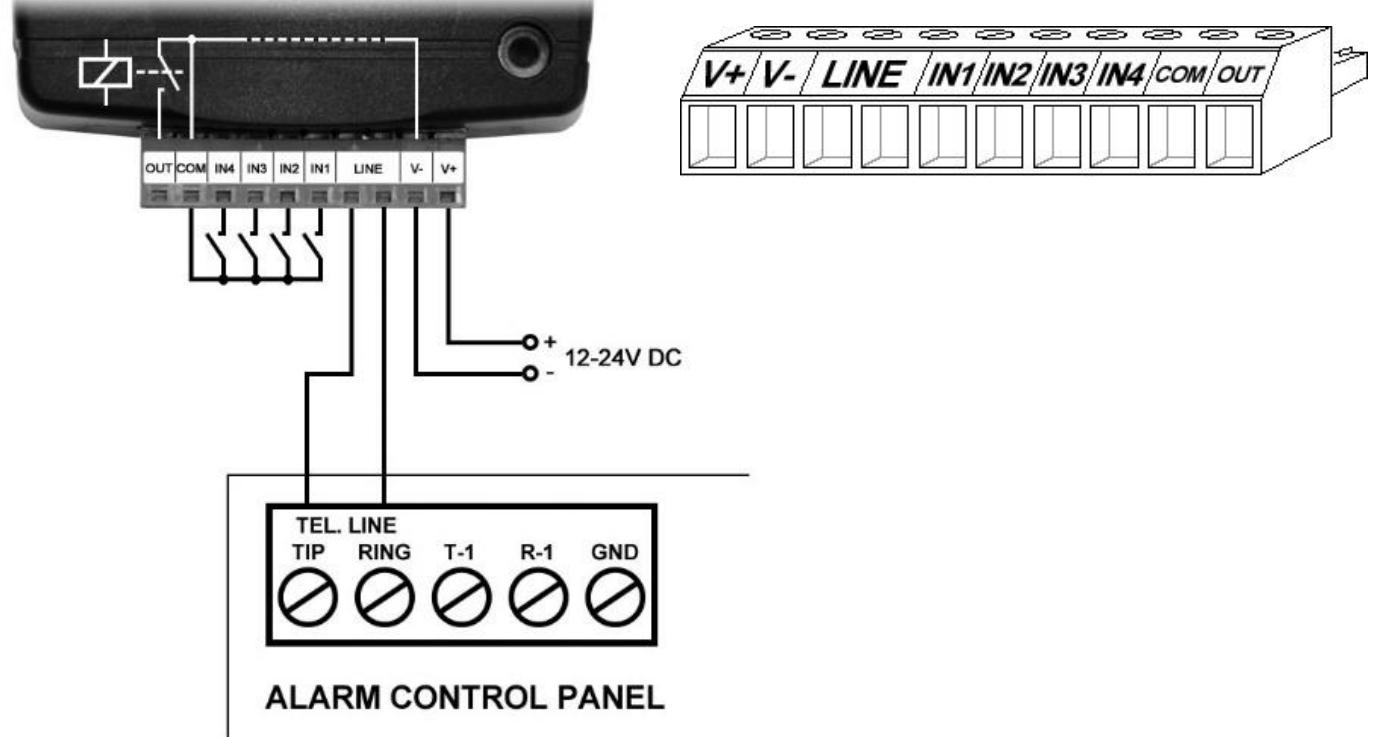 V+ V- LINE IN1 IN2 IN3 IN4 COM OUT
OUT COM IN4 IN3 IN2 IN1 LINE V- V+
+
12-24V DC
-
TEL. LINE
TIP RING T-1 R-1 GND
ALARM CONTROL PANEL